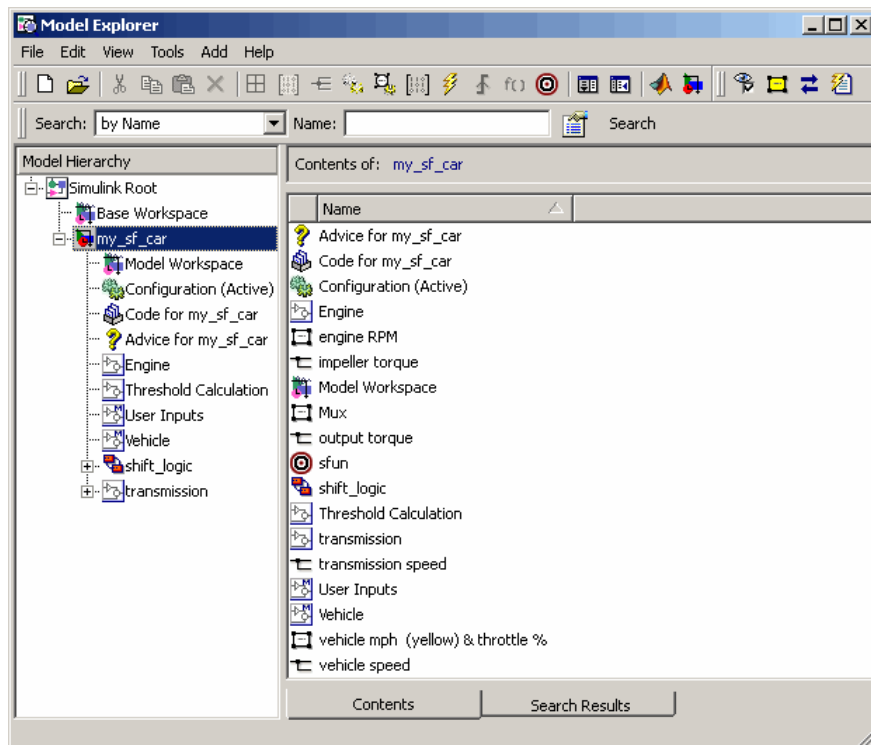 Model Explorer
File Edit View Tools Add Help
f()
Search: by Name Name: Search
Model Hierarchy
Simulink Root
Base Workspace
my_sf_car
Model Workspace
Configuration (Active)
Code for my_sf_car
Advice for my_sf_car
Engine
Threshold Calculation
User Inputs
Vehicle
shift_logic
transmission
Contents of: my_sf_car
Name
Advice for my_sf_car
Code for my_sf_car
Configuration (Active)
Engine
engine RPM
impeller torque
Model Workspace
Mux
output torque
sfun
shift_logic
Threshold Calculation
transmission
transmission speed
User Inputs
Vehicle
vehicle mph (yellow) & throttle %
vehicle speed
Contents Search Results